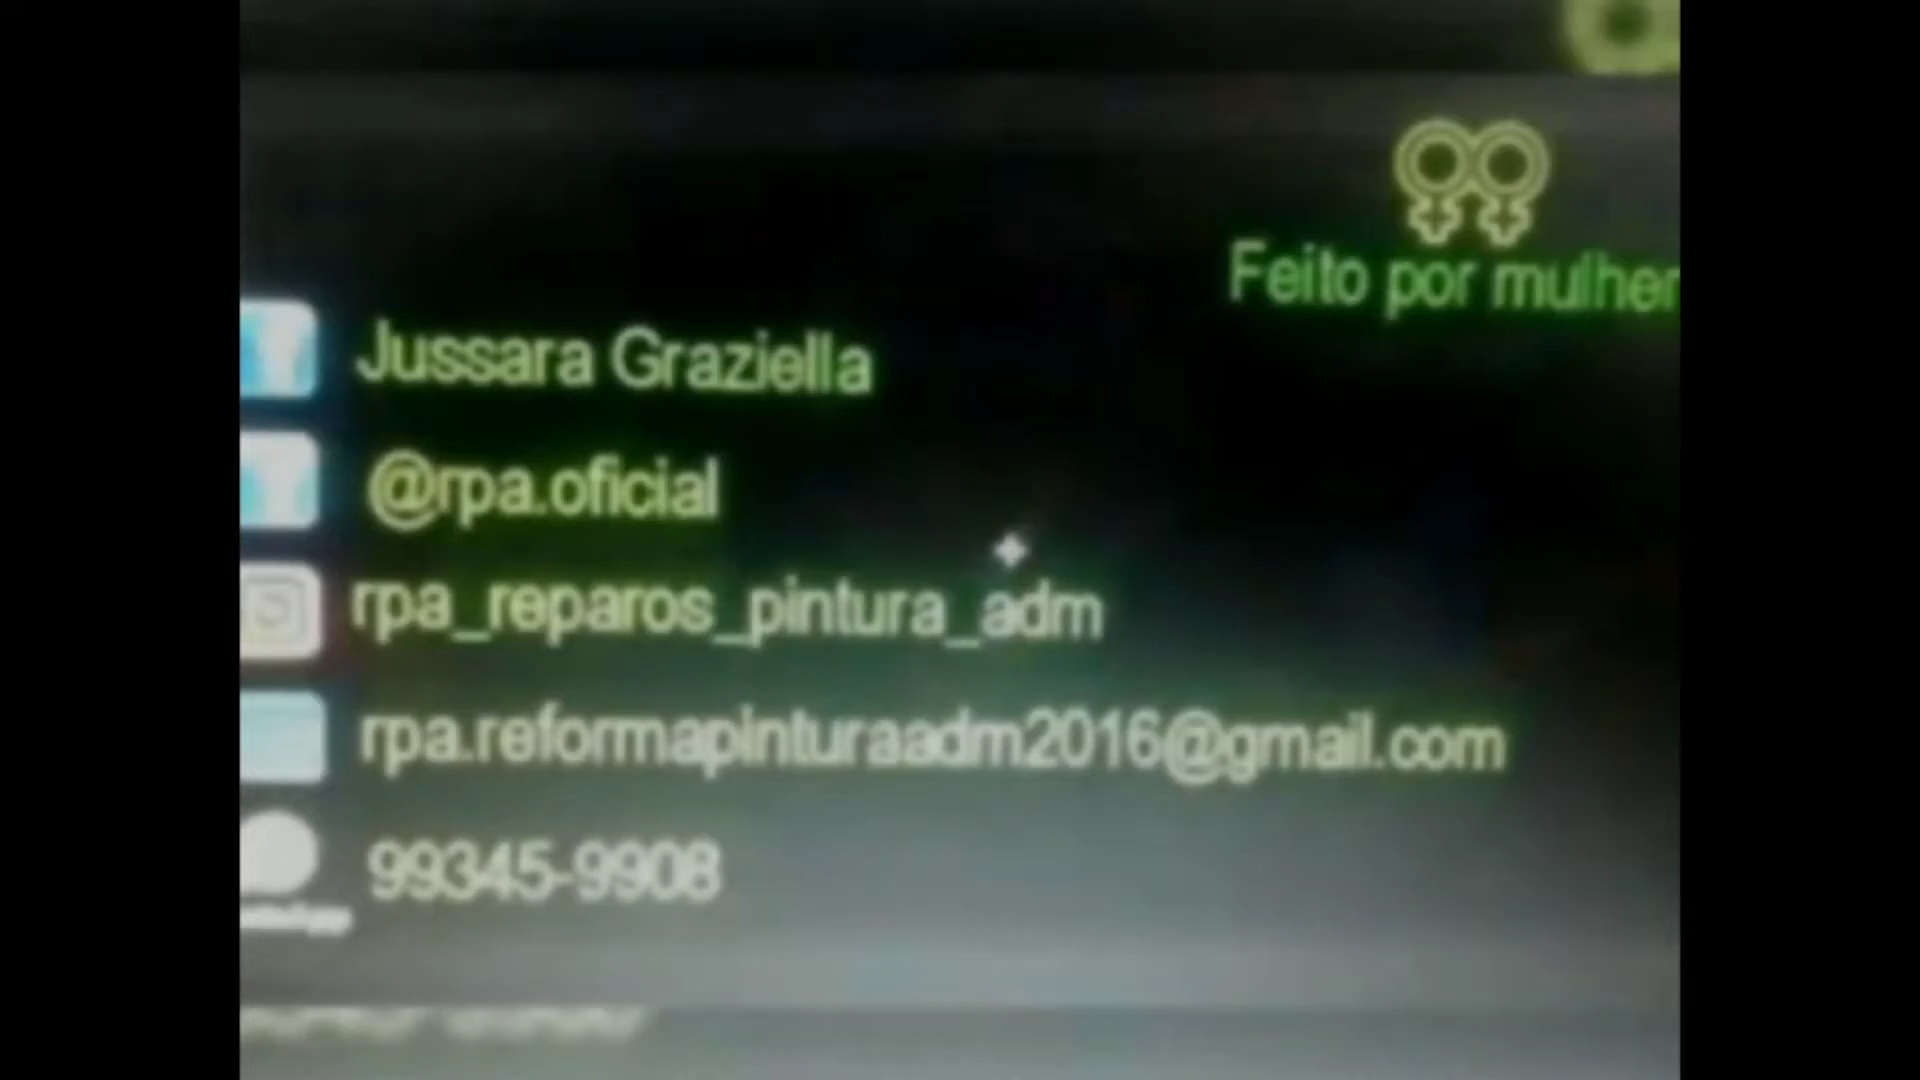 Feito por mulher
Jussara Graziella
@rpa.oficial
rpa_reparos_pintura_adm
rpa.reformapinturaadm2016@gmail.com
99345-9908